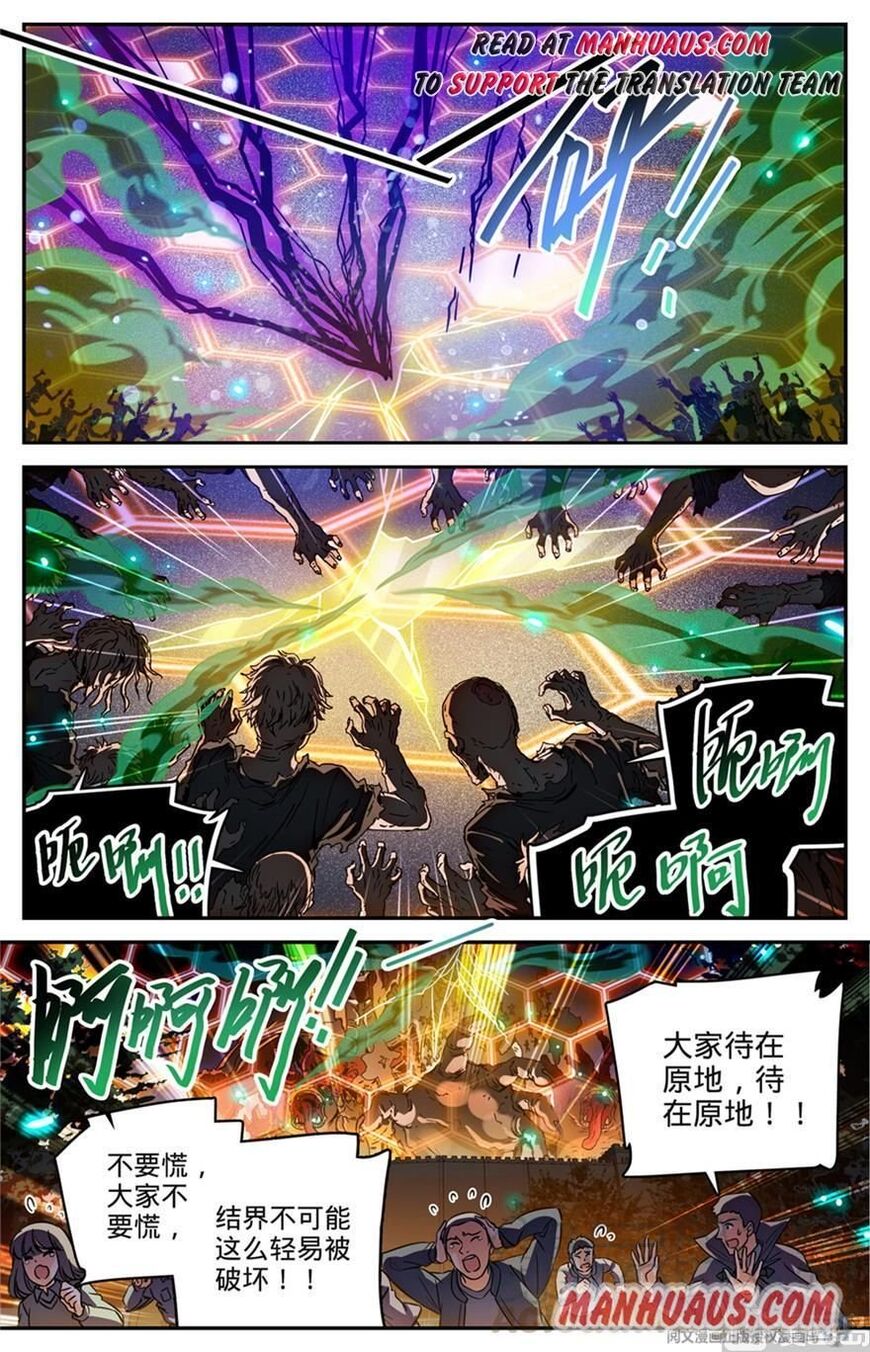 READ AT MANHUAUS.COM
TO SUPPORT THE TRANSLATION TEAM
呃啊
呃啊!!
呃啊
啊啊啊!!
大家待在
原地，待
在原地！！
不要慌，
大家不
要慌，
结界不可能
这么轻易被
破坏！！
MANHUAUS.COM